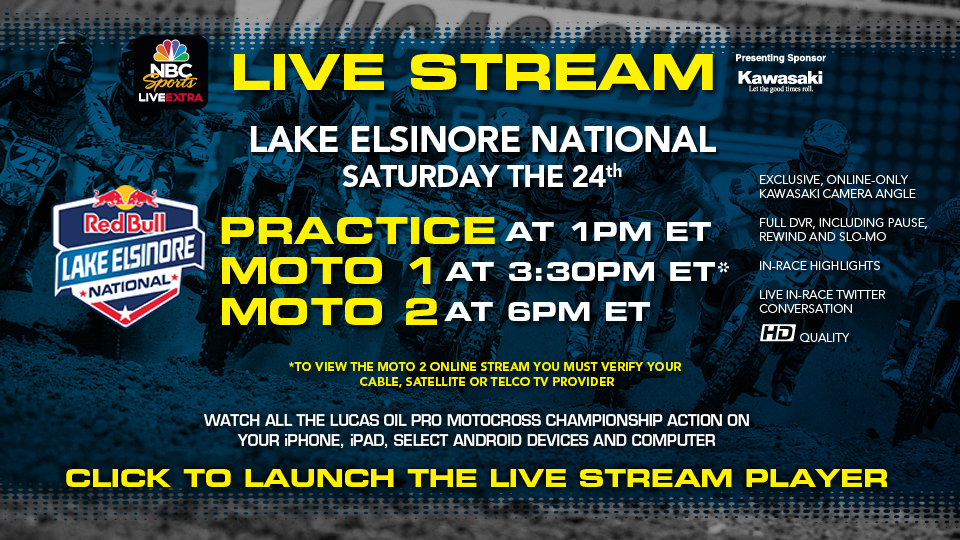 NBC
Sports
LIVE EXTRA
LIVE STREAM
Presenting Sponsor
Kawasaki
Let the good times roll.
LAKE ELSINORE NATIONAL
SATURDAY THE 24th
RedBull
LAKE ELSINORE
NATIONAL
PRACTICE AT 1PM ET
MOTO 1 AT 3:30PM ET*
MOTO 2 AT 6PM ET
EXCLUSIVE, ONLINE-ONLY
KAWASAKI CAMERA ANGLE
FULL DVR, INCLUDING PAUSE,
REWIND AND SLO-MO
IN-RACE HIGHLIGHTS
LIVE IN-RACE TWITTER
CONVERSATION
HD QUALITY
*TO VIEW THE MOTO 2 ONLINE STREAM YOU MUST VERIFY YOUR
CABLE, SATELLITE OR TELCO TV PROVIDER
WATCH ALL THE LUCAS OIL PRO MOTOCROSS CHAMPIONSHIP ACTION ON
YOUR iPHONE, iPAD, SELECT ANDROID DEVICES AND COMPUTER
CLICK TO LAUNCH THE LIVE STREAM PLAYER